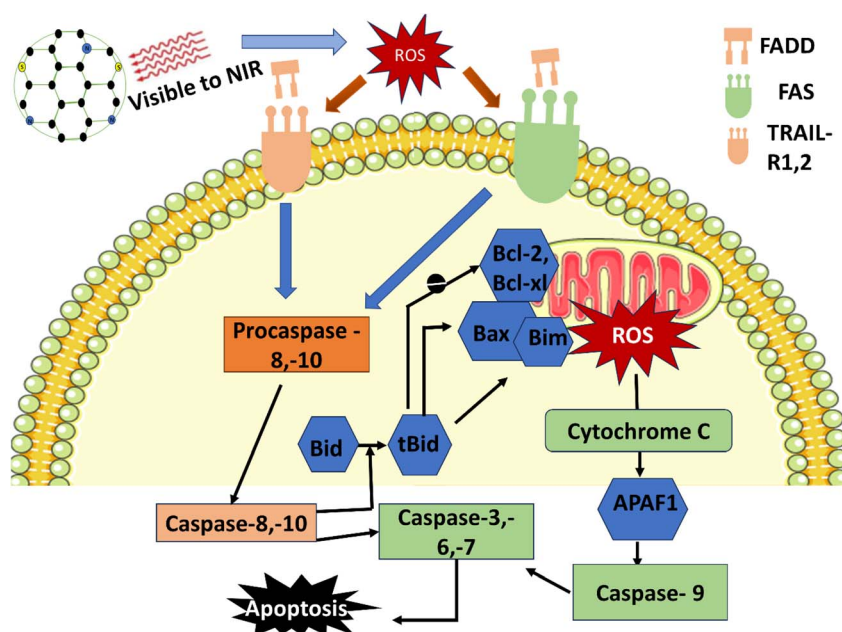 N
S
S
N
N
Visible to NIR
ROS
FADD
FAS
TRAIL-
R1,2
Bcl-2,
Bcl-xl
Procaspase -
8,-10
Bax
Bim
ROS
Bid
tBid
Cytochrome C
APAF1
Caspase-8,-10
Caspase-3,-
6,-7
Caspase- 9
Apoptosis